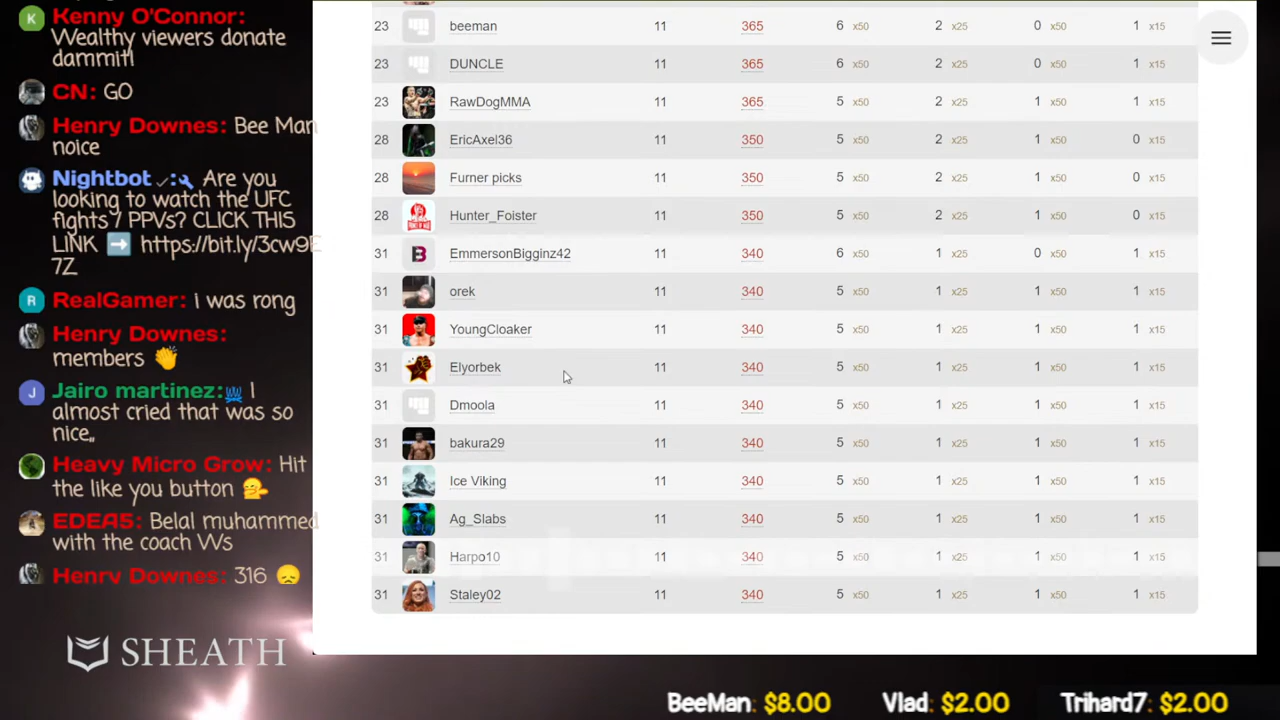 Kenny O'Connor:
Wealthy viewers donate
dammit!
CN: GO
Henry Downes: Bee Man
noice
Nightbot ✓:🔧 Are you
looking to watch the UFC
fights / PPVs? CLICK THIS
LINK ➡️ https://bit.ly/3cw9E
7Z
RealGamer: i was rong
Henry Downes:
members 👏
Jairo martinez: I
almost cried that was so
nice,,
Heavy Micro Grow: Hit
the like you button 💁
EDEA5: Belal muhammed
with the coach Ws
Henry Downes: 316 😞
SHEATH
23 beeman 11 365 6 x50 2 x25 0 x50 1 x15
23 DUNCLE 11 365 6 x50 2 x25 0 x50 1 x15
23 RawDogMMA 11 365 5 x50 2 x25 1 x50 1 x15
28 EricAxel36 11 350 5 x50 2 x25 1 x50 0 x15
28 Furner picks 11 350 5 x50 2 x25 1 x50 0 x15
28 Hunter_Foister 11 350 5 x50 2 x25 1 x50 0 x15
31 EmmersonBigginz42 11 340 6 x50 1 x25 0 x50 1 x15
31 orek 11 340 5 x50 1 x25 1 x50 1 x15
31 YoungCloaker 11 340 5 x50 1 x25 1 x50 1 x15
31 Elyorbek 11 340 5 x50 1 x25 1 x50 1 x15
31 Dmoola 11 340 5 x50 1 x25 1 x50 1 x15
31 bakura29 11 340 5 x50 1 x25 1 x50 1 x15
31 Ice Viking 11 340 5 x50 1 x25 1 x50 1 x15
31 Ag_Slabs 11 340 5 x50 1 x25 1 x50 1 x15
31 Harpo10 11 340 5 x50 1 x25 1 x50 1 x15
31 Staley02 11 340 5 x50 1 x25 1 x50 1 x15
BeeMan: $8.00 Vlad: $2.00 Trihard7: $2.00